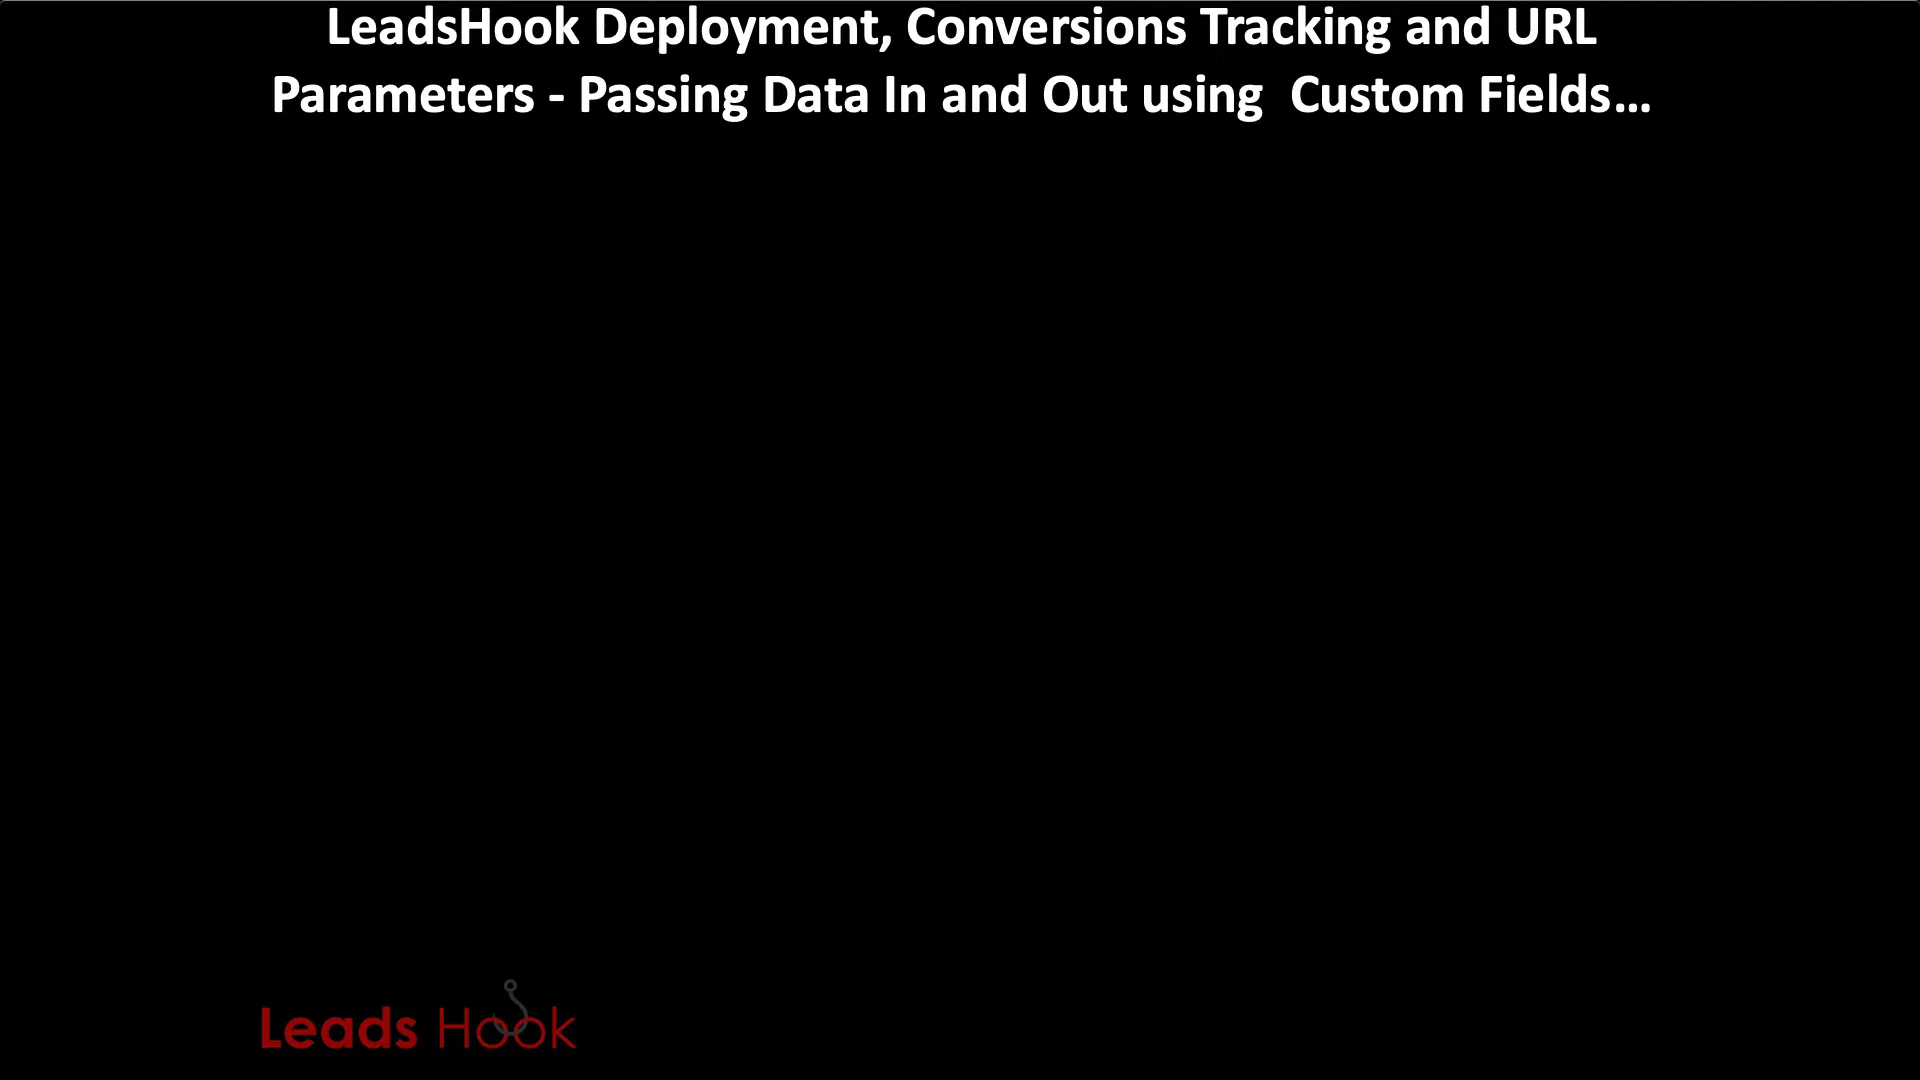 LeadsHook Deployment, Conversions Tracking and URL
Parameters - Passing Data In and Out using  Custom Fields...
Leads Hook